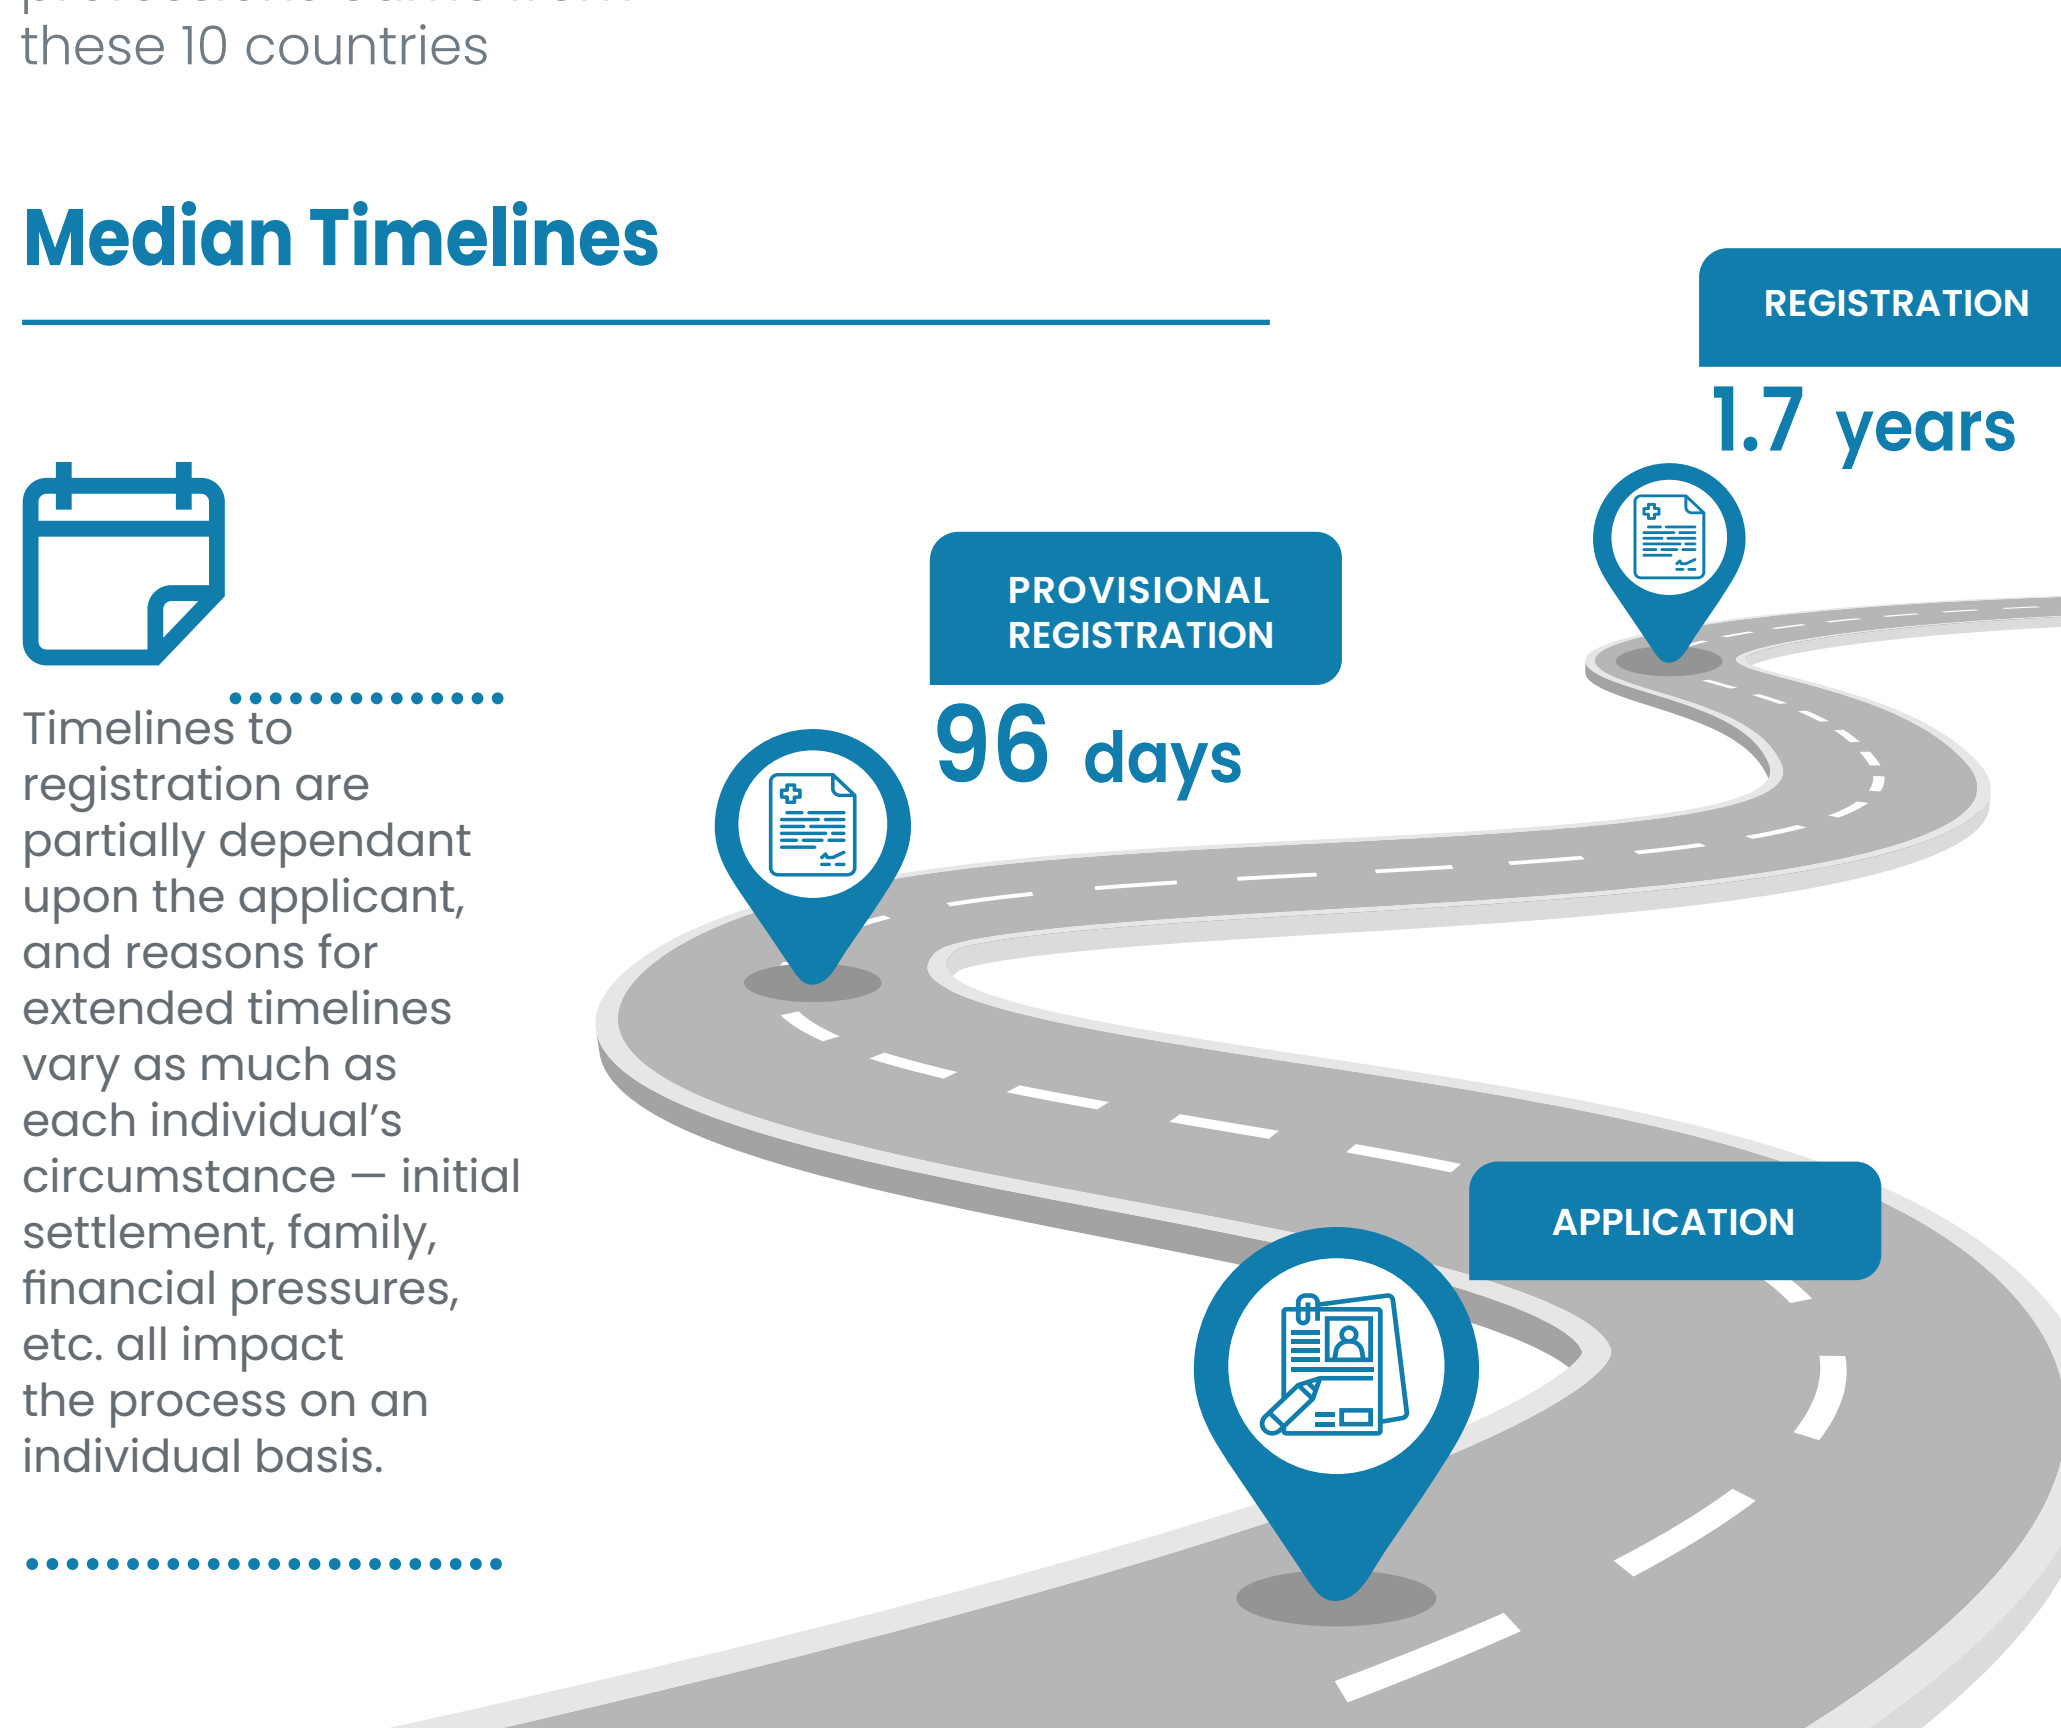 these 10 countries
Median Timelines
REGISTRATION
1.7 years
PROVISIONAL
REGISTRATION
96 days
Timelines to
registration are
partially dependant
upon the applicant,
and reasons for
extended timelines
vary as much as
each individual’s
circumstance — initial
settlement, family,
financial pressures,
etc. all impact
the process on an
individual basis.
APPLICATION